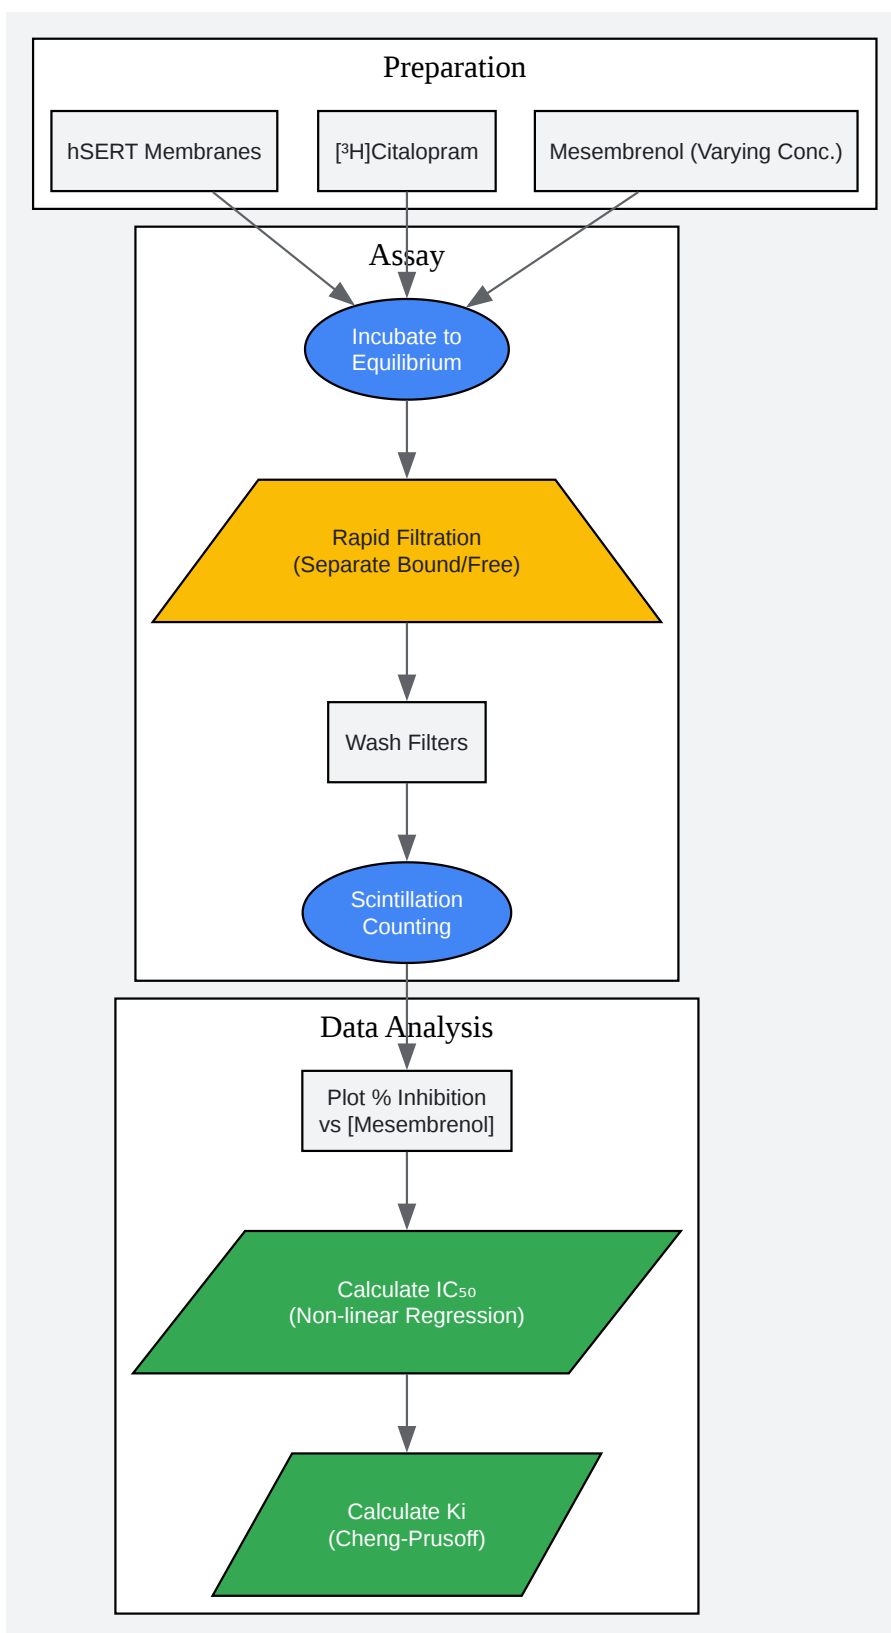 Preparation
hSERT Membranes
[³H]Citalopram
Mesembrenol (Varying Conc.)
Assay
Incubate to
Equilibrium
Rapid Filtration
(Separate Bound/Free)
Wash Filters
Scintillation
Counting
Data Analysis
Plot % Inhibition
vs [Mesembrenol]
Calculate IC₅₀
(Non-linear Regression)
Calculate Ki
(Cheng-Prusoff)